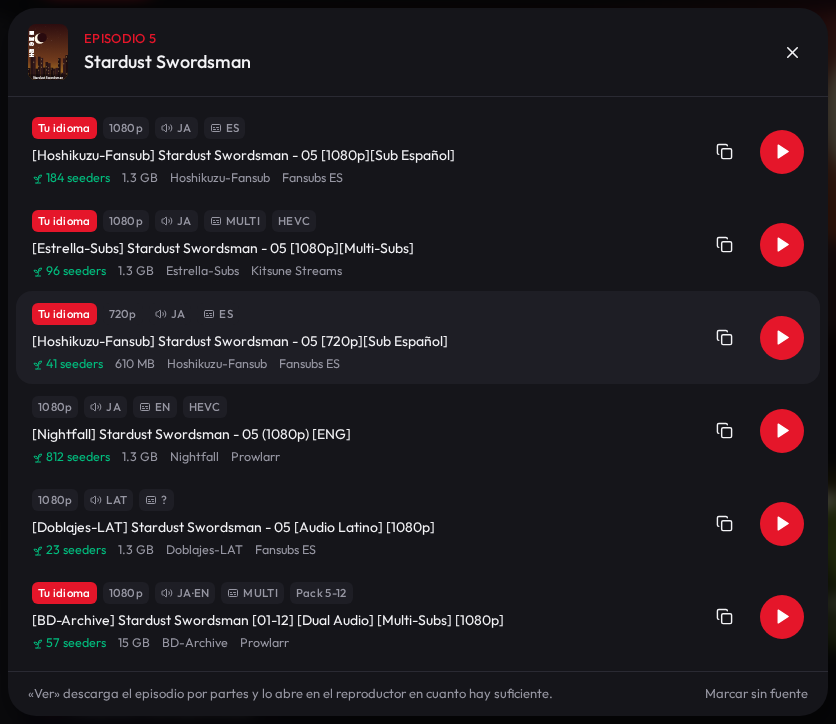 EPISODIO 5
Stardust Swordsman
Tu idioma 1080p JA ES
[Hoshikuzu-Fansub] Stardust Swordsman - 05 [1080p][Sub Español]
184 seeders 1.3 GB Hoshikuzu-Fansub Fansubs ES
Tu idioma 1080p JA MULTI HEVC
[Estrella-Subs] Stardust Swordsman - 05 [1080p][Multi-Subs]
96 seeders 1.3 GB Estrella-Subs Kitsune Streams
Tu idioma 720p JA ES
[Hoshikuzu-Fansub] Stardust Swordsman - 05 [720p][Sub Español]
41 seeders 610 MB Hoshikuzu-Fansub Fansubs ES
1080p JA EN HEVC
[Nightfall] Stardust Swordsman - 05 (1080p) [ENG]
812 seeders 1.3 GB Nightfall Prowlarr
1080p LAT ?
[Doblajes-LAT] Stardust Swordsman - 05 [Audio Latino] [1080p]
23 seeders 1.3 GB Doblajes-LAT Fansubs ES
Tu idioma 1080p JA·EN MULTI Pack 5-12
[BD-Archive] Stardust Swordsman [01-12] [Dual Audio] [Multi-Subs] [1080p]
57 seeders 15 GB BD-Archive Prowlarr
«Ver» descarga el episodio por partes y lo abre en el reproductor en cuanto hay suficiente. Marcar sin fuente